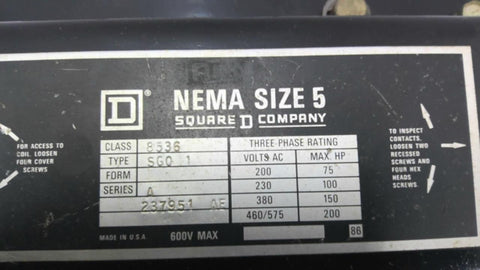 D
NEMA SIZE 5
SQUARE D COMPANY
FOR ACCESS TO
COIL LOOSEN
FOUR COVER
SCREWS
CLASS 8536
TYPE SGO 1
FORM
SERIES A
237951 AE
THREE-PHASE RATING
VOLTS AC MAX HP
200 75
230 100
380 150
460/575 200
TO INSPECT
CONTACTS,
LOOSEN TWO
RECESSED
SCREWS AND
FOUR HEX
HEADS
SCREWS
MADE IN U.S.A. 600V MAX 86